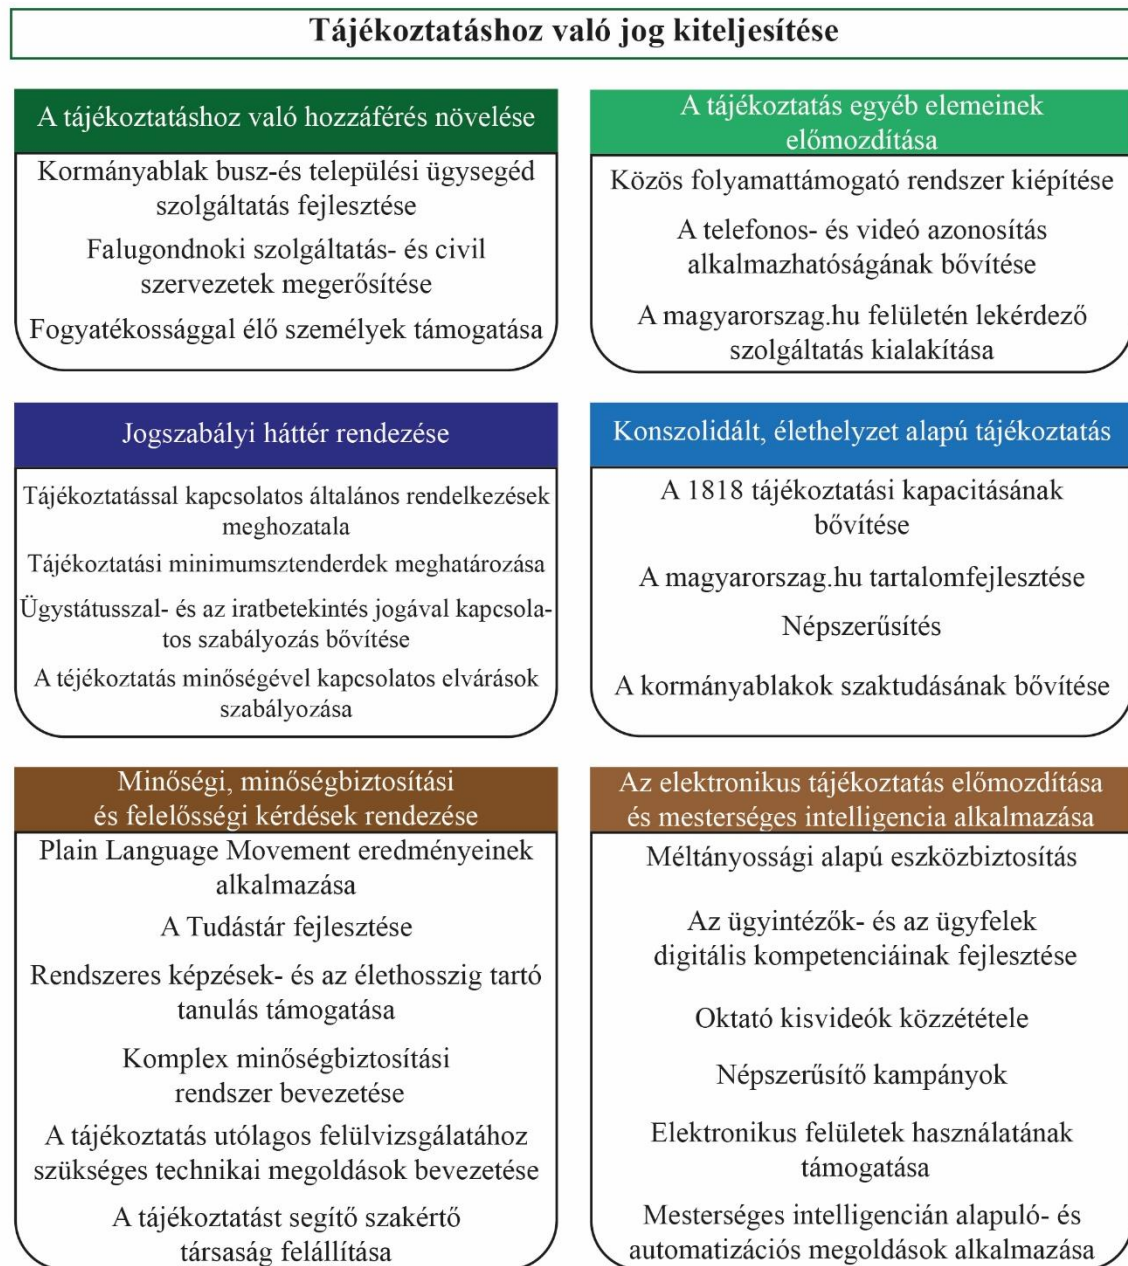 Tájékoztatáshoz való jog kiteljesítése
A tájékoztatáshoz való hozzáférés növelése
Kormányablak busz-és települési ügysegéd
szolgáltatás fejlesztése
Falugondnoki szolgáltatás- és civil
szervezetek megerősítése
Fogyatékossággal élő személyek támogatása
A tájékoztatás egyéb elemeinek
előmozdítása
Közös folyamattámogató rendszer kiépítése
A telefonos- és videó azonosítás
alkalmazhatóságának bővítése
A magyarorszag.hu felületén lekérdező
szolgáltatás kialakítása
Jogszabályi háttér rendezése
Tájékoztatással kapcsolatos általános rendelkezések
meghozatala
Tájékoztatási minimumsztenderdek meghatározása
Ügystátusszal- és az iratbetekintés jogával kapcsola-
tos szabályozás bővítése
A téjékoztatás minőségével kapcsolatos elvárások
szabályozása
Konszolidált, élethelyzet alapú tájékoztatás
A 1818 tájékoztatási kapacitásának
bővítése
A magyarorszag.hu tartalomfejlesztése
Népszerűsítés
A kormányablakok szaktudásának bővítése
Minőségi, minőségbiztosítási
és felelősségi kérdések rendezése
Plain Language Movement eredményeinek
alkalmazása
A Tudástár fejlesztése
Rendszeres képzések- és az élethosszig tartó
tanulás támogatása
Komplex minőségbiztosítási
rendszer bevezetése
A tájékoztatás utólagos felülvizsgálatához
szükséges technikai megoldások bevezetése
A tájékoztatást segítő szakértő
társaság felállítása
Az elektronikus tájékoztatás előmozdítása
és mesterséges intelligencia alkalmazása
Méltányossági alapú eszközbiztosítás
Az ügyintézők- és az ügyfelek
digitális kompetenciáinak fejlesztése
Oktató kisvideók közzététele
Népszerűsítő kampányok
Elektronikus felületek használatának
támogatása
Mesterséges intelligencián alapuló- és
automatizációs megoldások alkalmazása